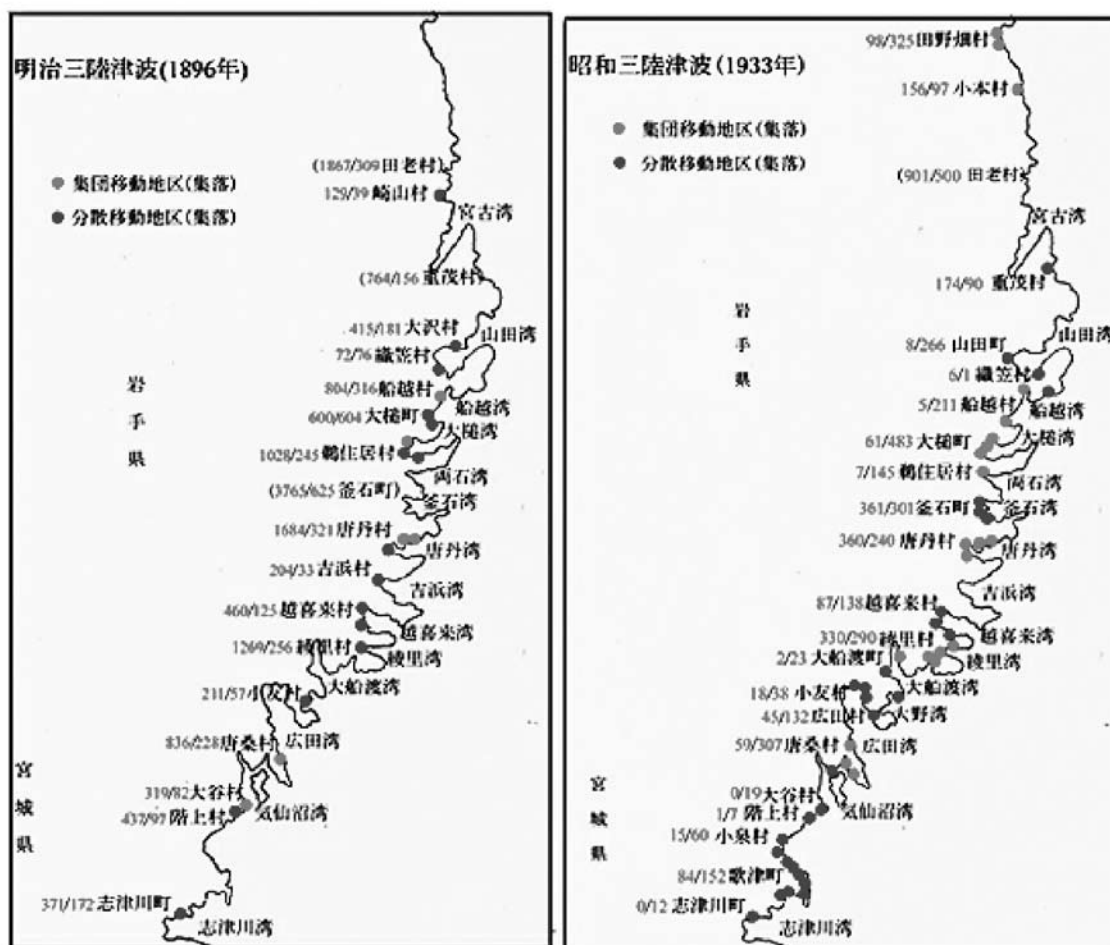 明治三陸津波(1896年)
(1867/309 田老村)
● 集団移動地区(集落)
129/39 崎山村
● 分散移動地区(集落)
宮古湾
(764/156 重茂村)
415/181 大沢村
山田湾
72/76 織笠村
岩手県
804/316 船越村
船越湾
600/604 大槌町
大槌湾
1028/245 鵜住居村
両石湾
(3765/625 釜石町)
釜石湾
1684/321 唐丹村
唐丹湾
204/33 吉浜村
吉浜湾
460/125 越喜来村
越喜来湾
1269/256 綾里村
綾里湾
大船渡湾
211/57 小友村
広田湾
836/228 唐桑村
宮城県
319/82 大谷村
437/97 階上村
気仙沼湾
371/172 志津川町
志津川湾
昭和三陸津波(1933年)
98/325 田野畑村
156/97 小本村
● 集団移動地区(集落)
● 分散移動地区(集落)
(901/500 田老村)
宮古湾
174/90 重茂村
岩手県
山田湾
8/266 山田町
6/1 織笠村
5/211 船越村
船越湾
61/483 大槌町
大槌湾
7/145 鵜住居村
両石湾
361/301 釜石町
釜石湾
360/240 唐丹村
唐丹湾
吉浜湾
87/138 越喜来村
越喜来湾
330/290 綾里村
綾里湾
2/23 大船渡町
大船渡湾
18/38 小友村
大野湾
45/132 広田村
広田湾
59/307 唐桑村
0/19 大谷村
気仙沼湾
1/7 階上村
宮城県
15/60 小泉村
84/152 歌津町
0/12 志津川町
志津川湾